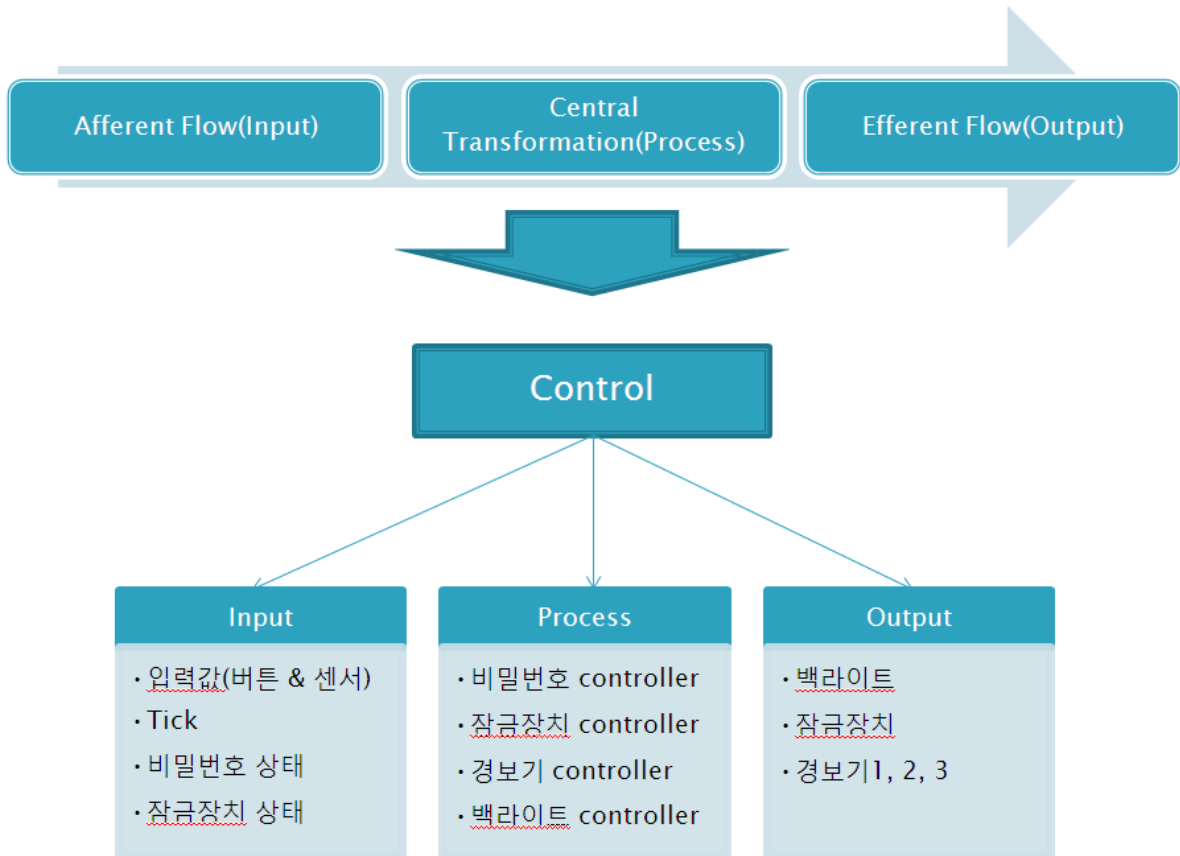 Afferent Flow(Input)
Central
Transformation(Process)
Efferent Flow(Output)
Control
Input
· 입력값(버튼 & 센서)
· Tick
· 비밀번호 상태
· 잠금장치 상태
Process
· 비밀번호 controller
· 잠금장치 controller
· 경보기 controller
· 백라이트 controller
Output
· 백라이트
· 잠금장치
· 경보기1, 2, 3